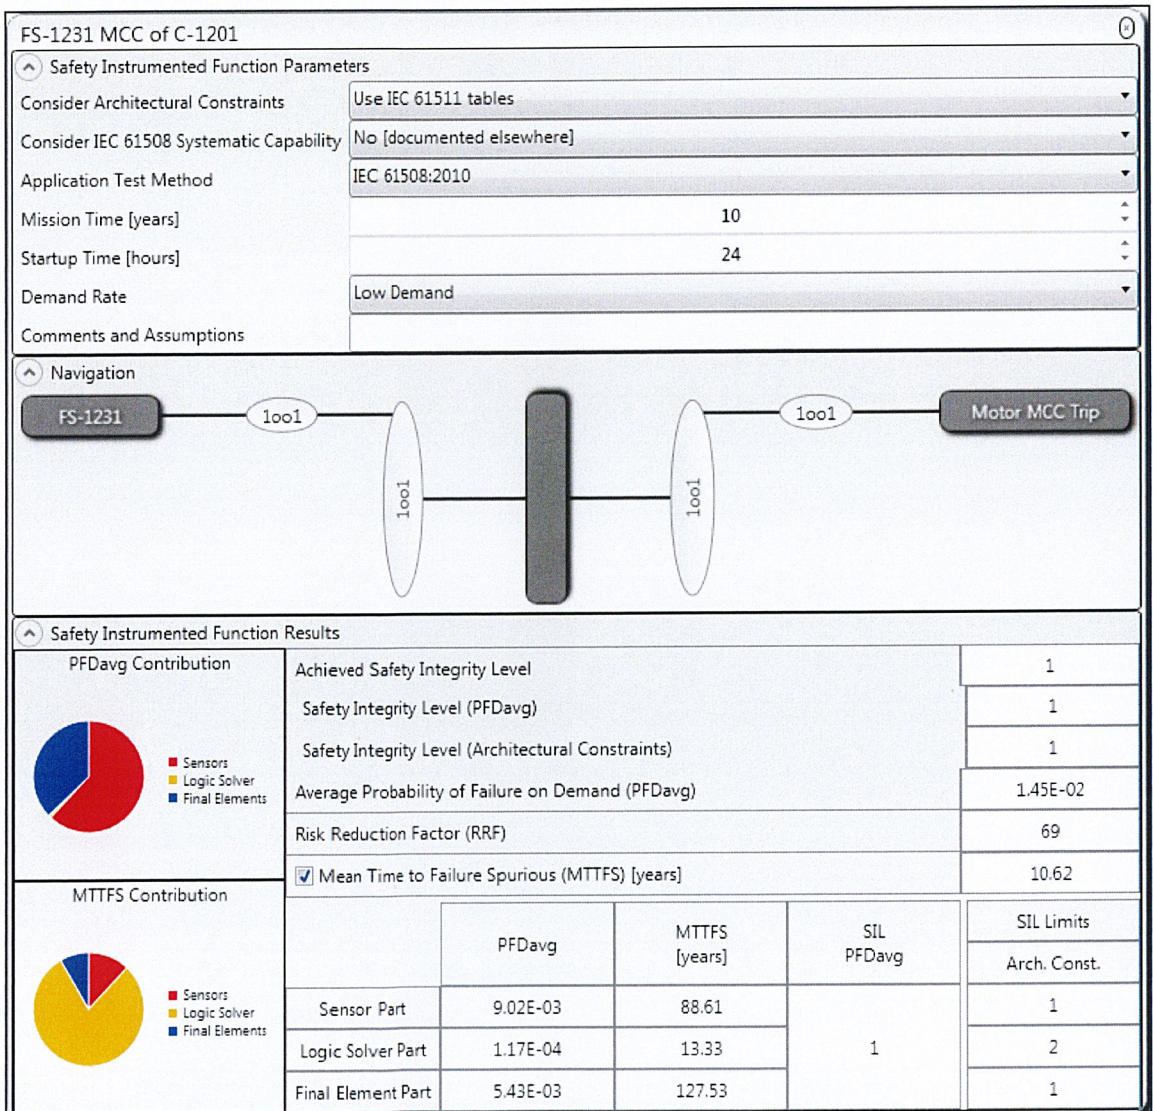 FS-1231 MCC of C-1201
Safety Instrumented Function Parameters
Consider Architectural Constraints Use IEC 61511 tables
Consider IEC 61508 Systematic Capability No [documented elsewhere]
Application Test Method IEC 61508:2010
Mission Time [years] 10
Startup Time [hours] 24
Demand Rate Low Demand
Comments and Assumptions
Navigation
FS-1231 1oo1 1oo1 Motor MCC Trip
1oo1 1oo1
Safety Instrumented Function Results
PFDavg Contribution
Sensors
Logic Solver
Final Elements
Achieved Safety Integrity Level 1
Safety Integrity Level (PFDavg) 1
Safety Integrity Level (Architectural Constraints) 1
Average Probability of Failure on Demand (PFDavg) 1.45E-02
Risk Reduction Factor (RRF) 69
Mean Time to Failure Spurious (MTTFS) [years] 10.62
MTTFS Contribution
Sensors
Logic Solver
Final Elements
PFDavg MTTFS [years] SIL PFDavg SIL Limits
Arch. Const.
Sensor Part 9.02E-03 88.61 1
Logic Solver Part 1.17E-04 13.33 1 2
Final Element Part 5.43E-03 127.53 1